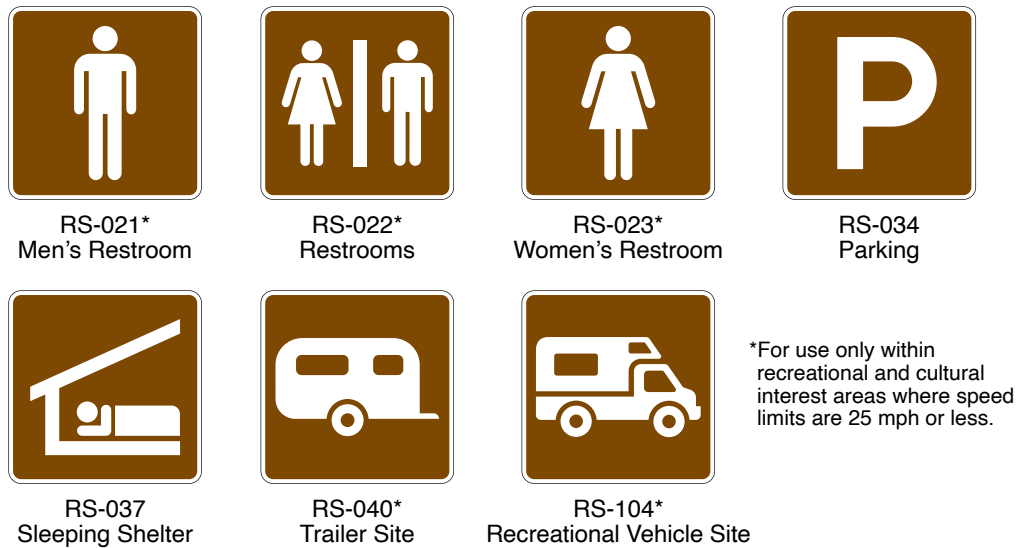 P
RS-021*
Men’s Restroom
RS-022*
Restrooms
RS-023*
Women’s Restroom
RS-034
Parking
RS-037
Sleeping Shelter
RS-040*
Trailer Site
RS-104*
Recreational Vehicle Site
*For use only within
recreational and cultural
interest areas where speed
limits are 25 mph or less.